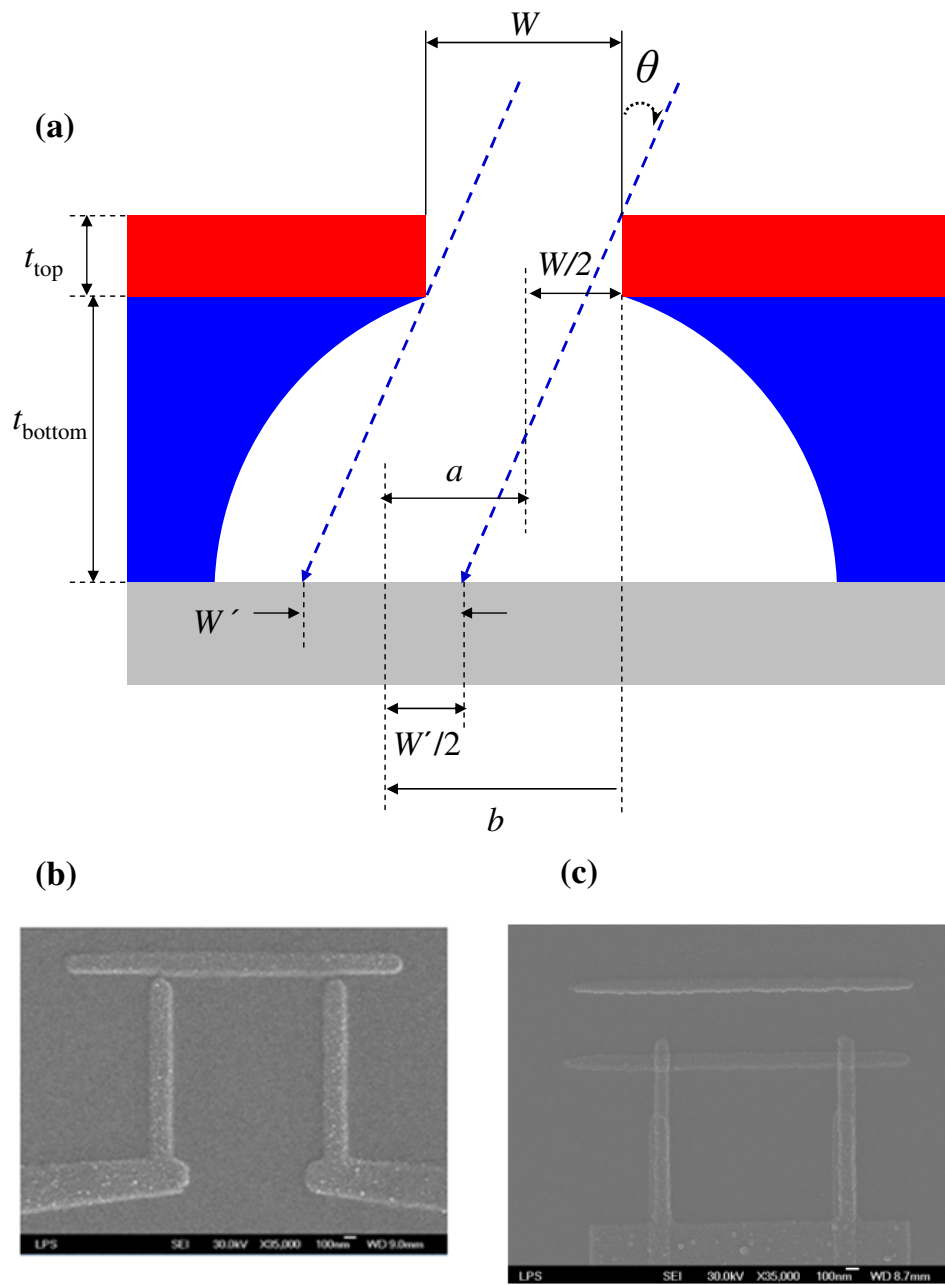 W
θ
(a)
t_top
W/2
t_bottom
a
W´
W´/2
b
(b)
(c)
LPS SEI 30.0kV X35,000 100nm WD 9.0mm
LPS SEI 30.0kV X35,000 100nm WD 8.7mm